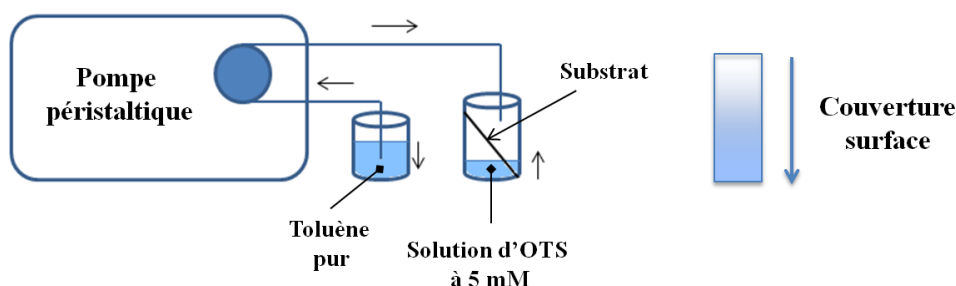 Pompe
péristaltique
Substrat
Couverture
surface
Toluène
pur
Solution d’OTS
à 5 mM